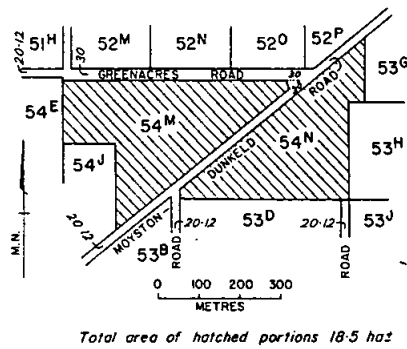 51H
52M
52N
52O
52P
20·12
30
GREENACRES ROAD
30
25
53G
54E
54M
ROAD
54N
DUNKELD
53H
54J
M.N.
20·12
MOYSTON
53B
ROAD
20·12
53D
20·12
ROAD
53J
0 100 200 300
METRES
Total area of hatched portions 18·5 ha±